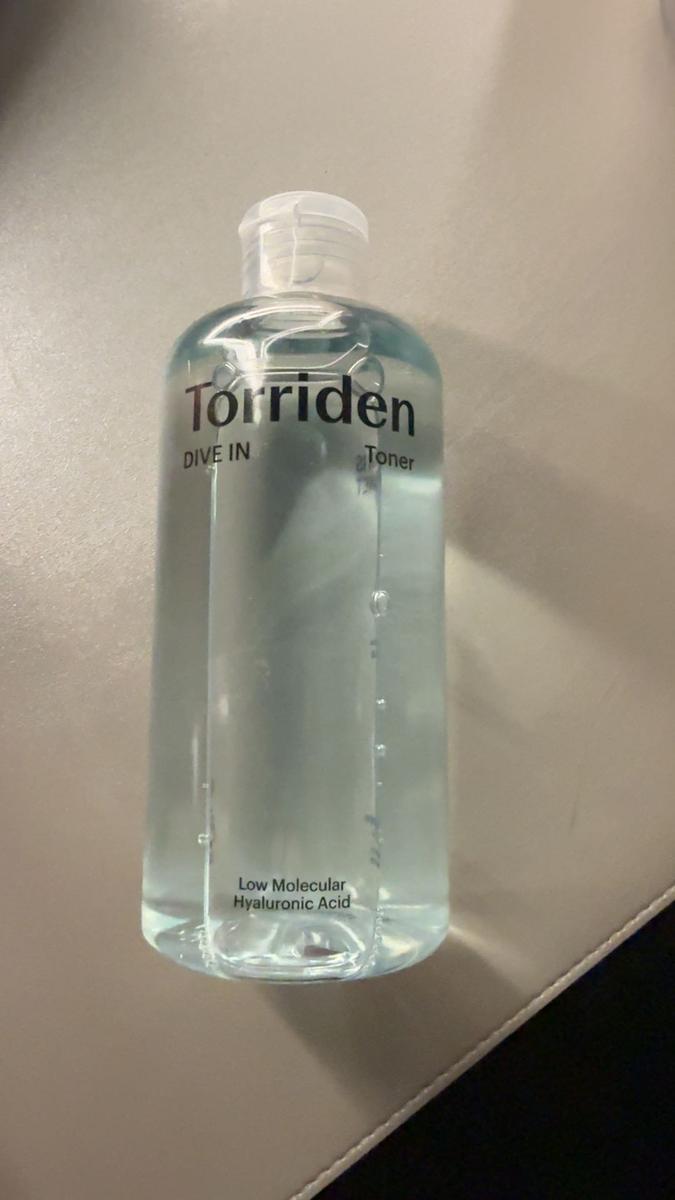 Torriden
DIVE IN Toner
Low Molecular
Hyaluronic Acid